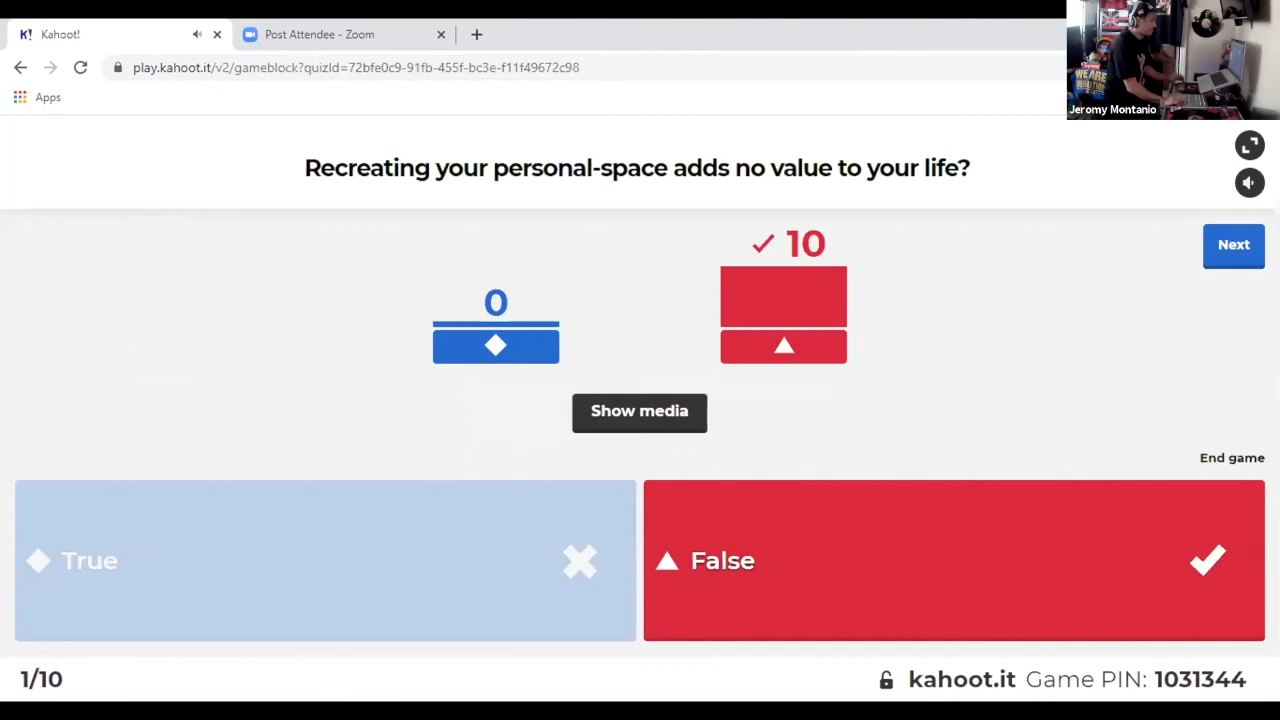 K! Kahoot!
Post Attendee - Zoom
play.kahoot.it/v2/gameblock?quizId=72bfe0c9-91fb-455f-bc3e-f11f49672c98
Apps
Jeromy Montanio
Recreating your personal-space adds no value to your life?
Next
0
10
Show media
End game
True
False
1/10
kahoot.it Game PIN: 1031344